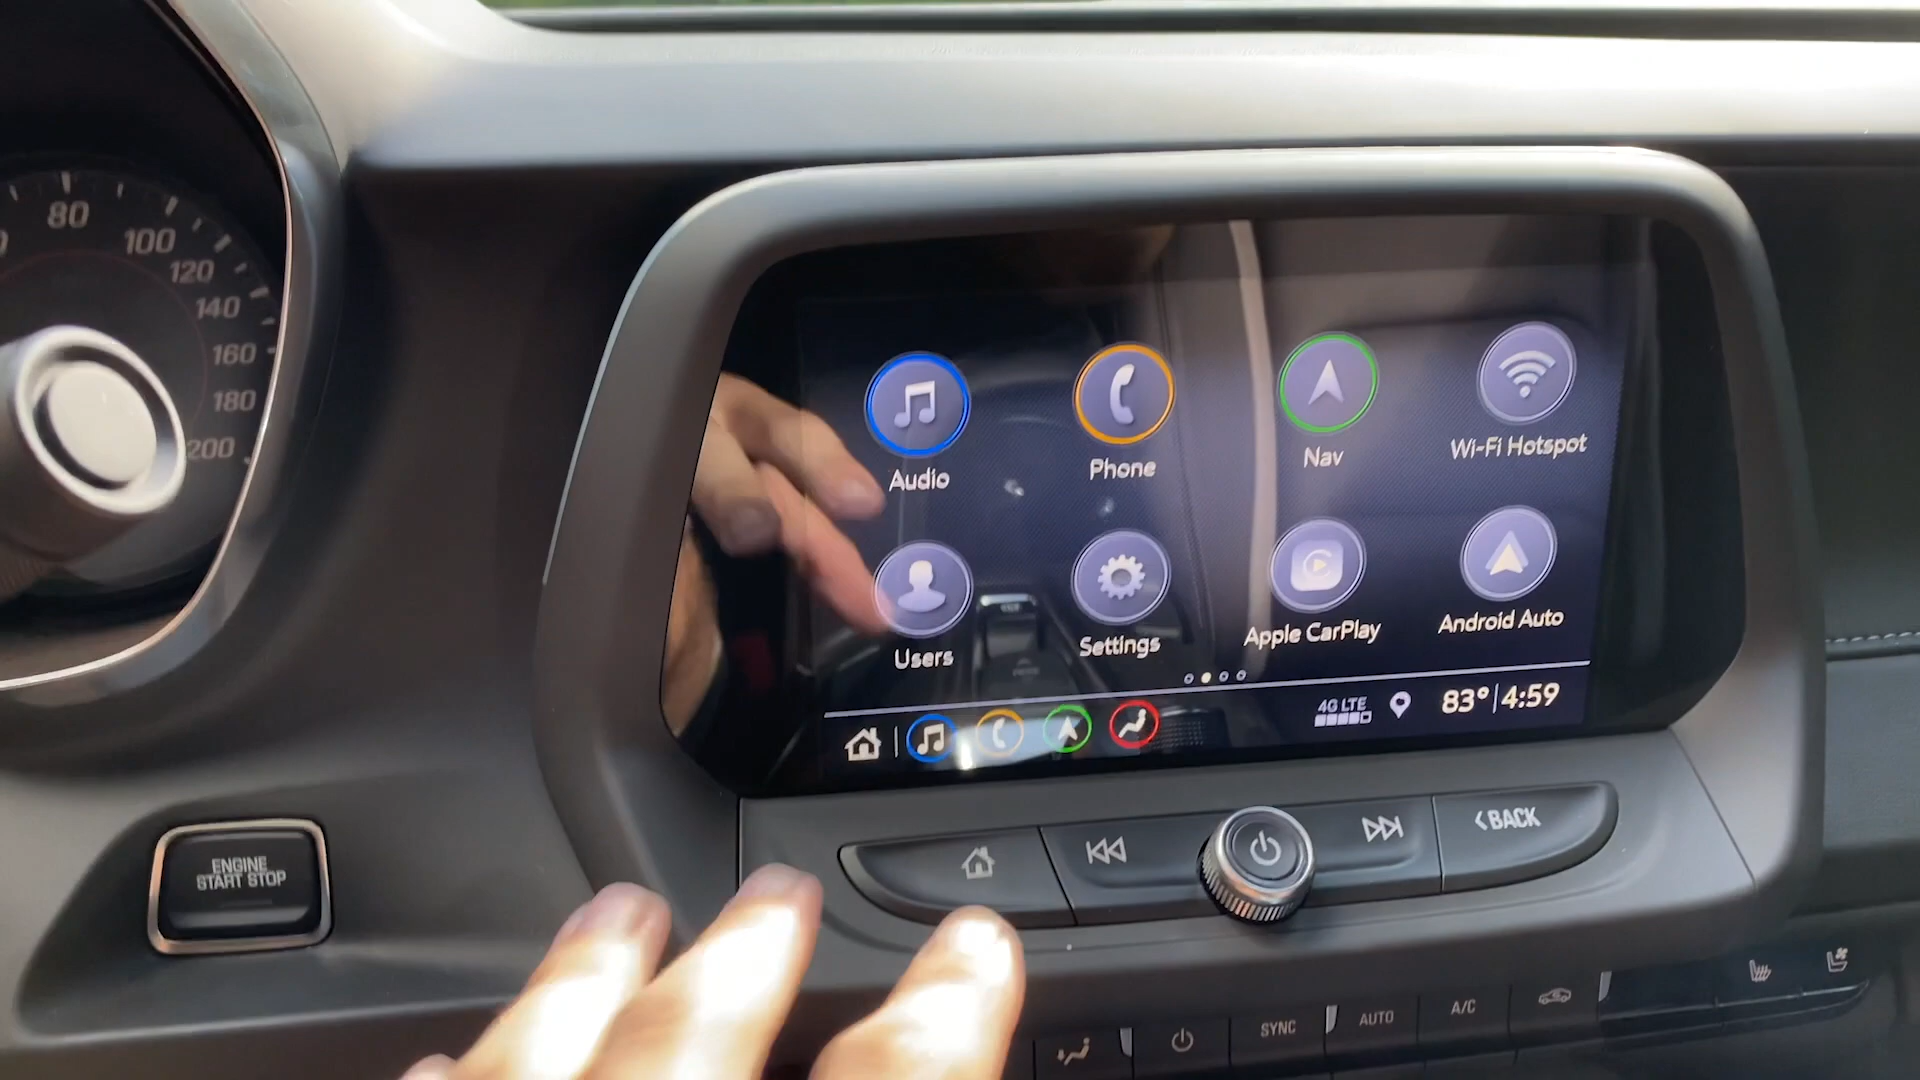 80
100
120
140
160
180
200
Audio
Phone
Nav
Wi-Fi Hotspot
Users
Settings
Apple CarPlay
Android Auto
4G LTE
83° 4:59
ENGINE
START STOP
BACK
SYNC
AUTO
A/C